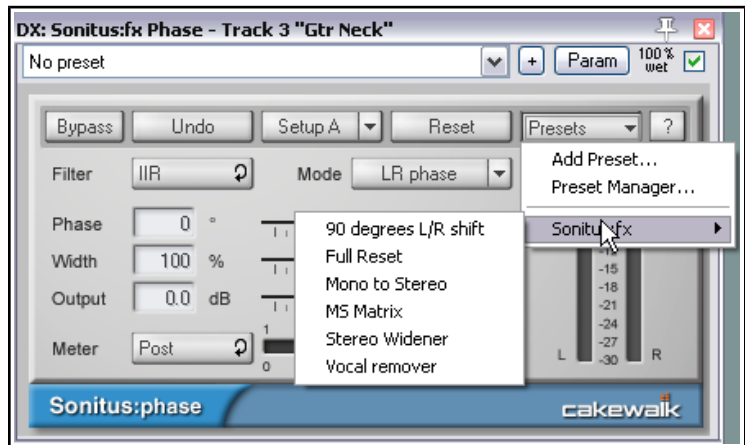 DX: Sonitus:fx Phase - Track 3 "Gtr Neck"
No preset
+
Param
100 %
wet
Bypass
Undo
Setup A
Reset
Presets
?
Add Preset...
Preset Manager...
Sonitus:fx
Filter
IIR
Mode
LR phase
Phase
0
°
Width
100
%
Output
0.0
dB
Meter
Post
1
0
90 degrees L/R shift
Full Reset
Mono to Stereo
MS Matrix
Stereo Widener
Vocal remover
-15
-18
-21
-24
-27
-30
L
R
Sonitus:phase
cakewalk